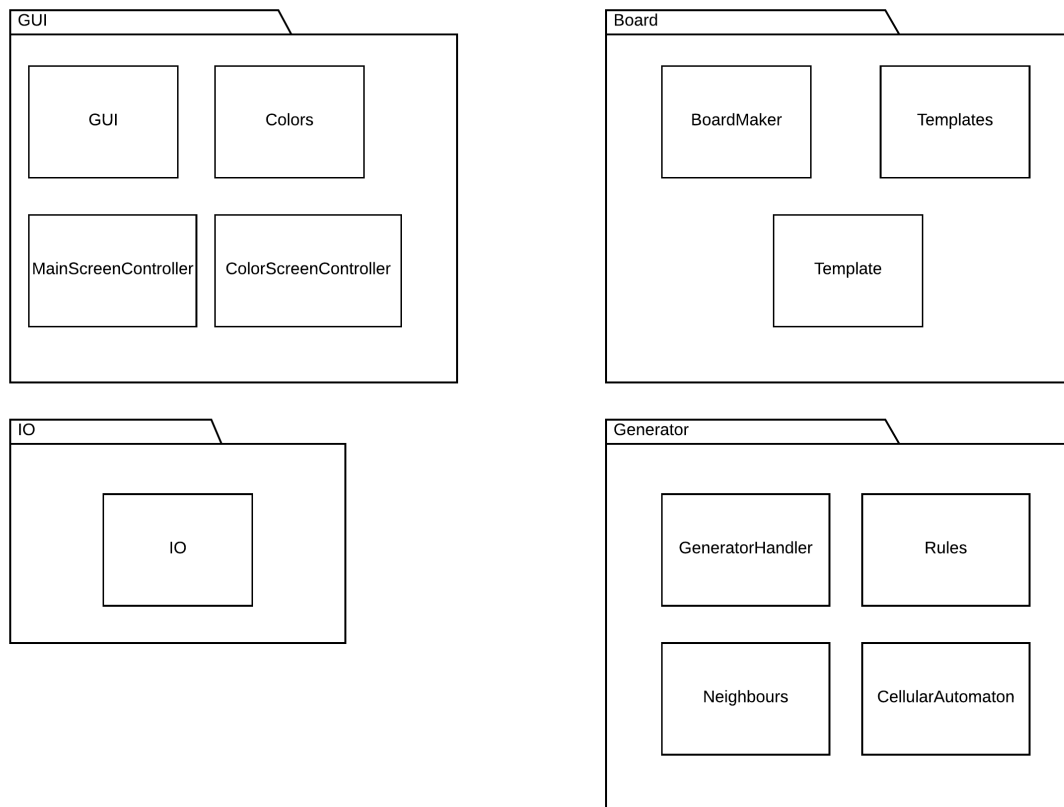 GUI
GUI
Colors
MainScreenController
ColorScreenController
Board
BoardMaker
Templates
Template
IO
IO
Generator
GeneratorHandler
Rules
Neighbours
CellularAutomaton